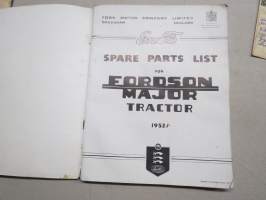 FORD MOTOR COMPANY LIMITED
DAGENHAM ENGLAND
SPARE PARTS LIST
FOR
FORDSON
MAJOR
TRACTOR
1952/